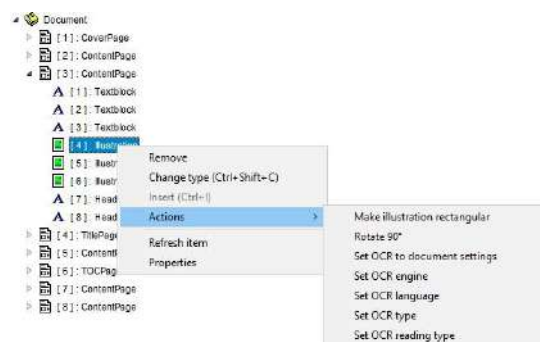 Document
[1]: CoverPage
[2]: ContentPage
[3]: ContentPage
[1]: Textblock
[2]: Textblock
[3]: Textblock
[4]: Illustration
[5]: Illustr
[6]: Illustr
[7]: Head
[8]: Head
[4]: TitlePage
[5]: Content
[6]: TOCPag
[7]: ContentPage
[8]: ContentPage
Remove
Change type (Ctrl+Shift+C)
Insert (Ctrl+I)
Actions
Refresh item
Properties
Make illustration rectangular
Rotate 90°
Set OCR to document settings
Set OCR engine
Set OCR language
Set OCR type
Set OCR reading type